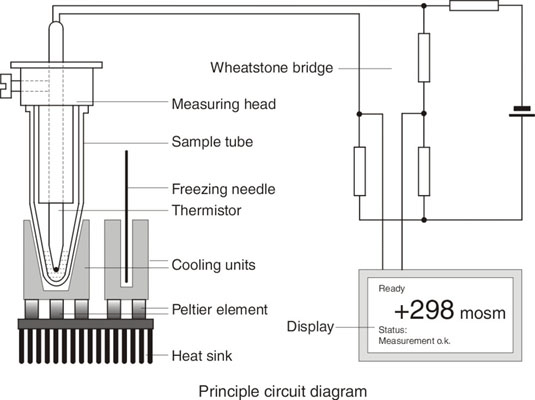 Wheatstone bridge
Measuring head
Sample tube
Freezing needle
Thermistor
Cooling units
Peltier element
Display
Heat sink
Ready
+298 mosm
Status:
Measurement o.k.
Principle circuit diagram